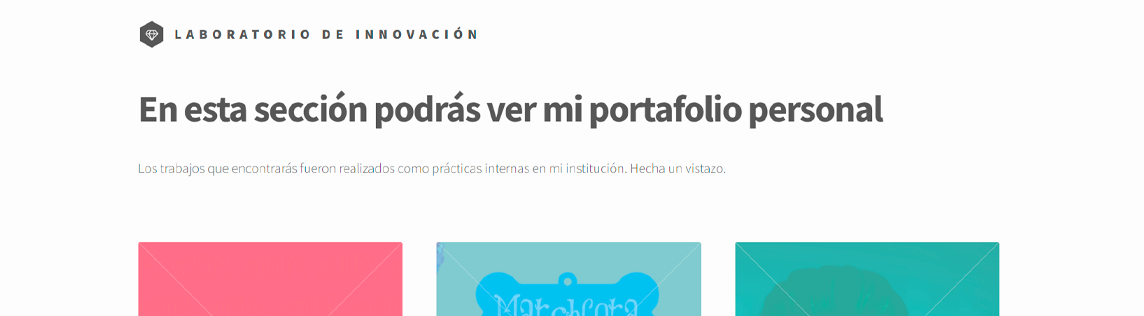 LABORATORIO DE INNOVACIÓN
En esta sección podrás ver mi portafolio personal
Los trabajos que encontrarás fueron realizados como prácticas internas en mi institución. Hecha un vistazo.